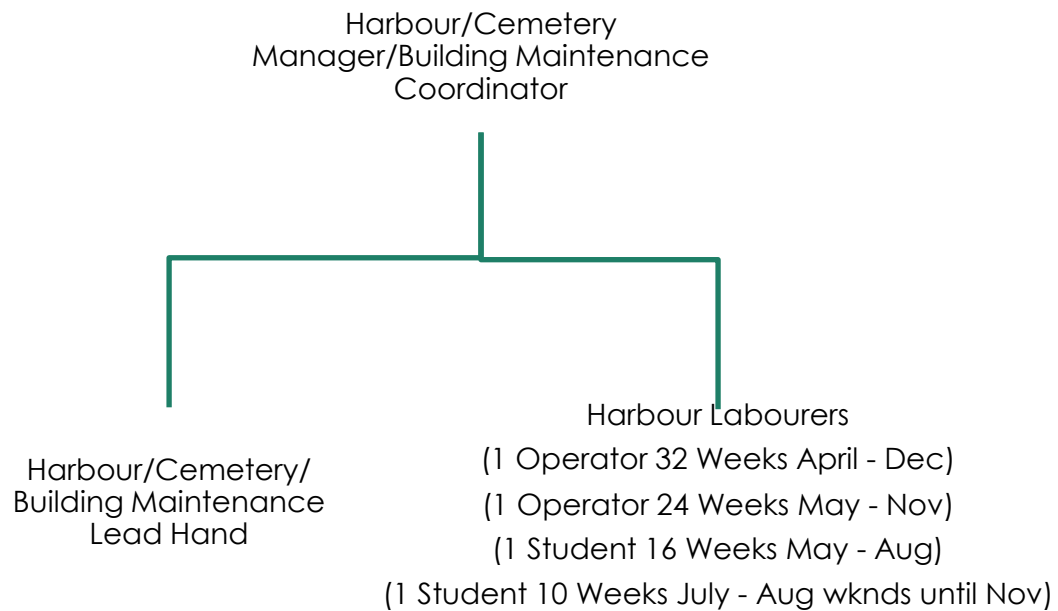 Harbour/Cemetery
Manager/Building Maintenance
Coordinator
Harbour/Cemetery/
Building Maintenance
Lead Hand
Harbour Labourers
(1 Operator 32 Weeks April - Dec)
(1 Operator 24 Weeks May - Nov)
(1 Student 16 Weeks May - Aug)
(1 Student 10 Weeks July - Aug wknds until Nov)